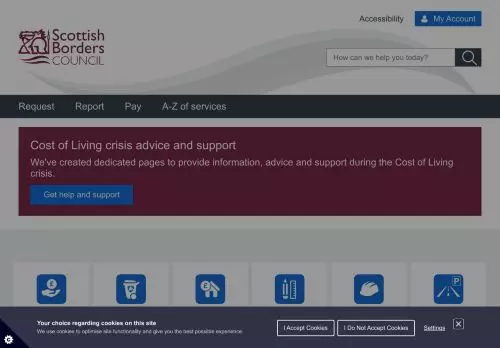 Accessibility
My Account
Scottish
Borders
COUNCIL
How can we help you today?
Request Report Pay A-Z of services
Cost of Living crisis advice and support
We've created dedicated pages to provide information, advice and support during the Cost of Living
crisis.
Get help and support
£
£
P
Your choice regarding cookies on this site
We use cookies to optimise site functionality and give you the best possible experience.
I Accept Cookies
I Do Not Accept Cookies
Settings